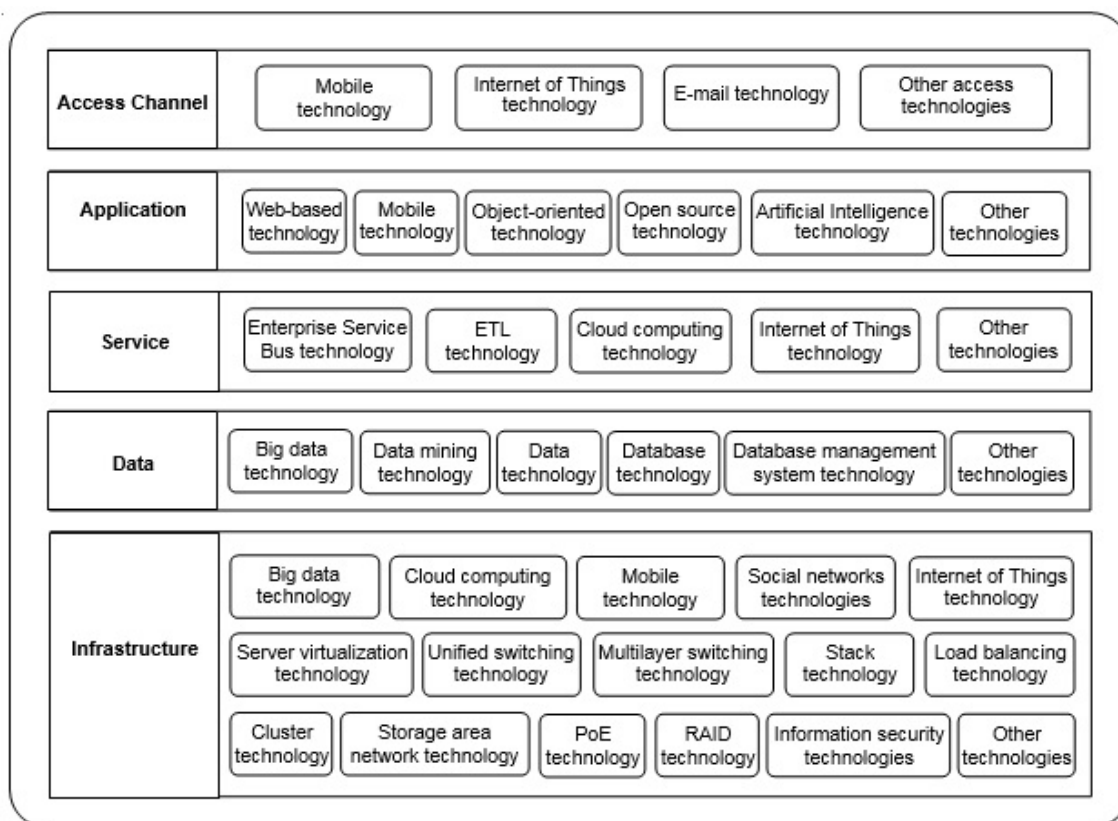 Access Channel
Mobile
technology
Internet of Things
technology
E-mail technology
Other access
technologies
Application
Web-based
technology
Mobile
technology
Object-oriented
technology
Open source
technology
Artificial Intelligence
technology
Other
technologies
Service
Enterprise Service
Bus technology
ETL
technology
Cloud computing
technology
Internet of Things
technology
Other
technologies
Data
Big data
technology
Data mining
technology
Data
technology
Database
technology
Database management
system technology
Other
technologies
Infrastructure
Big data
technology
Cloud computing
technology
Mobile
technology
Social networks
technologies
Internet of Things
technology
Server virtualization
technology
Unified switching
technology
Multilayer switching
technology
Stack
technology
Load balancing
technology
Cluster
technology
Storage area
network technology
PoE
technology
RAID
technology
Information security
technologies
Other
technologies